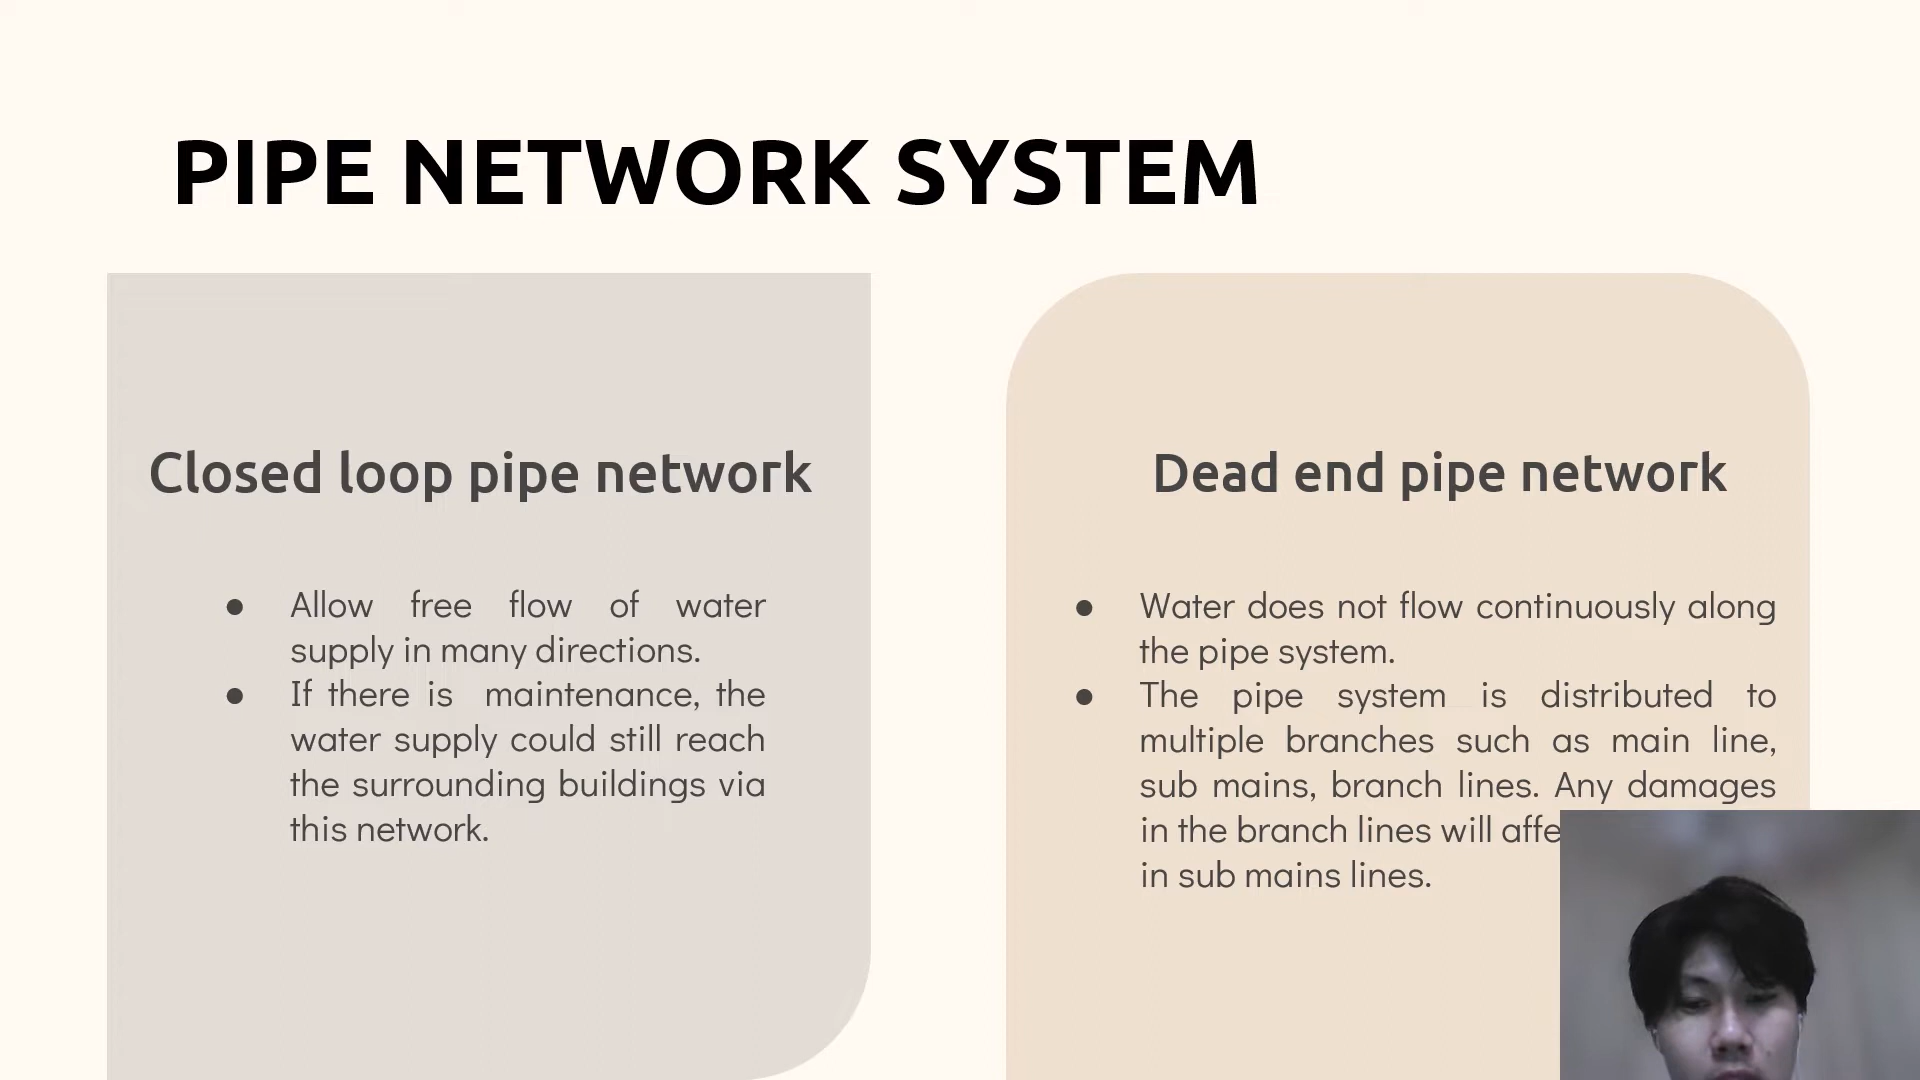 PIPE NETWORK SYSTEM
Closed loop pipe network
● Allow free flow of water
supply in many directions.
● If there is maintenance, the
water supply could still reach
the surrounding buildings via
this network.
Dead end pipe network
● Water does not flow continuously along
the pipe system.
● The pipe system is distributed to
multiple branches such as main line,
sub mains, branch lines. Any damages
in the branch lines will
in sub mains lines.